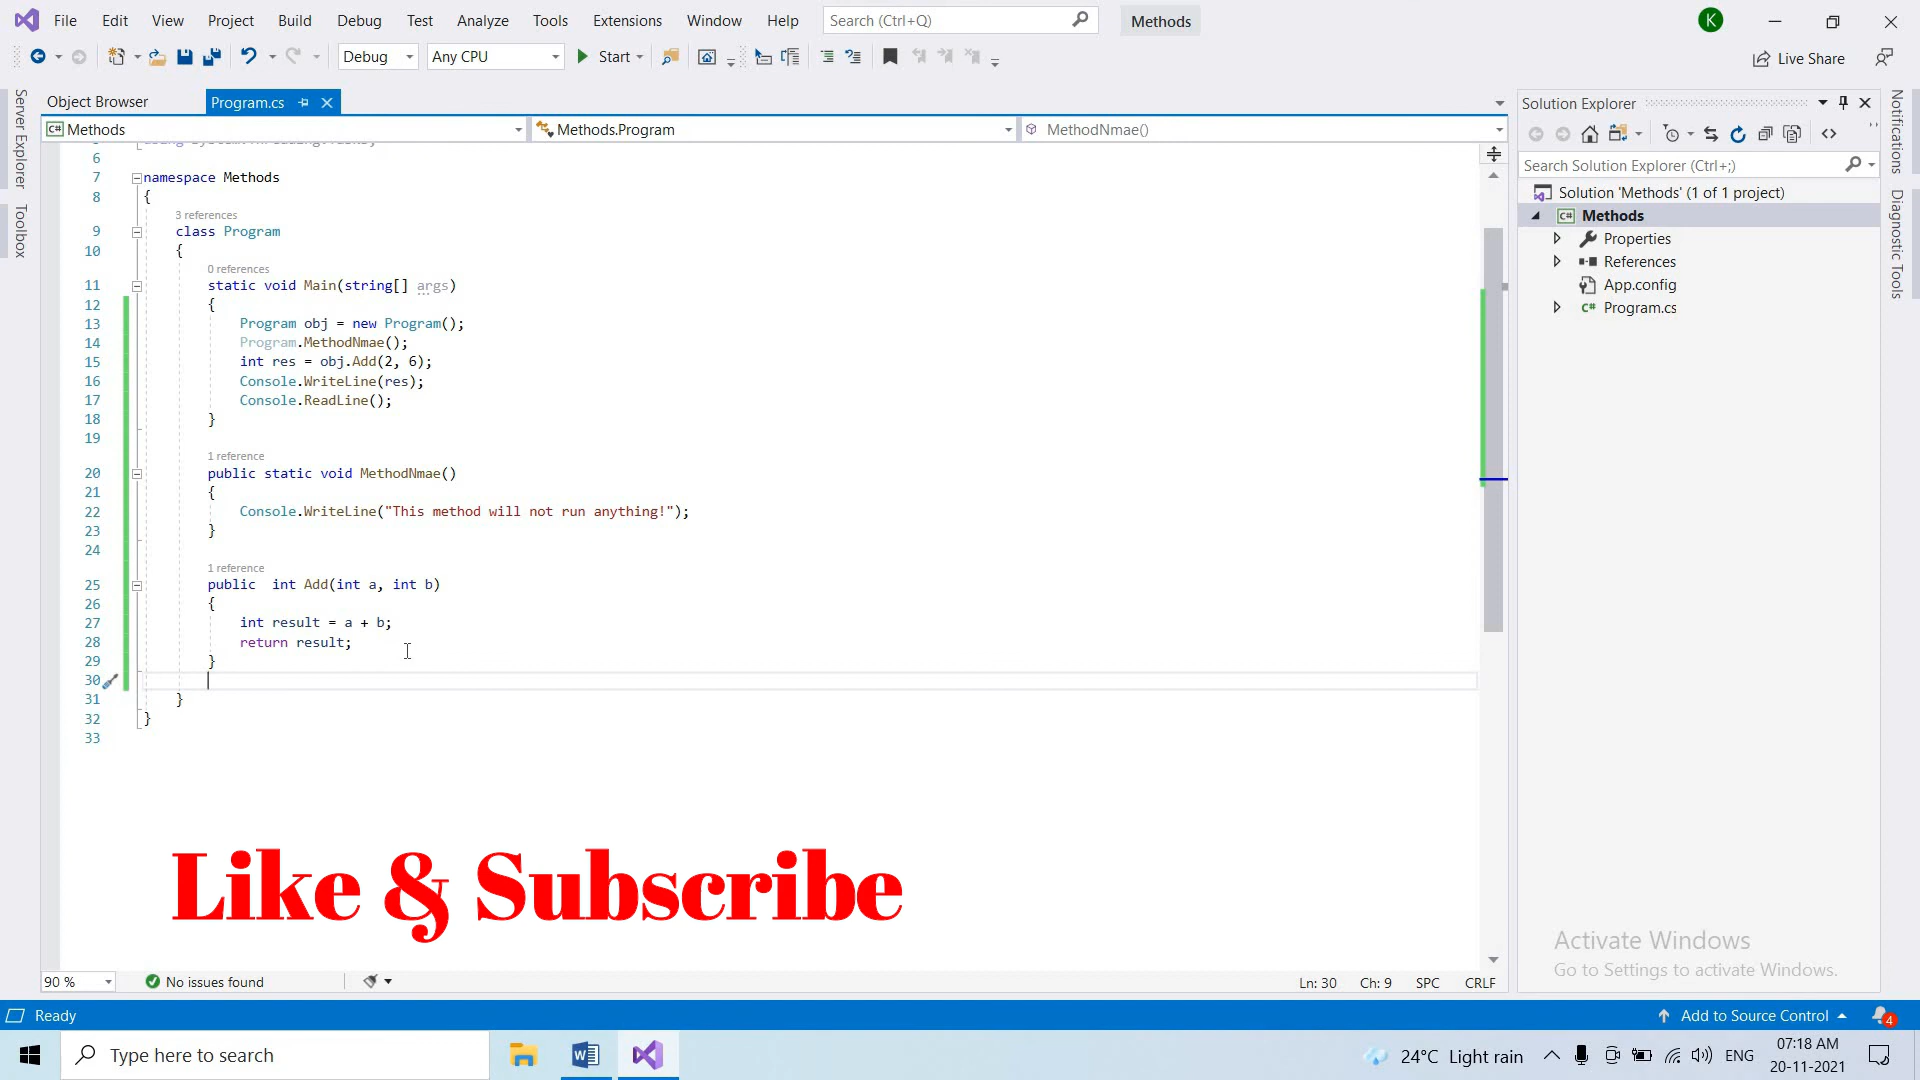 File Edit View Project Build Debug Test Analyze Tools Extensions Window Help Search (Ctrl+Q) Methods K
Debug Any CPU Start Live Share
Server Explorer
Toolbox
Object Browser Program.cs
Methods Methods.Program MethodNmae()
6
7 namespace Methods
8 {
3 references
9 class Program
10 {
0 references
11 static void Main(string[] args)
12 {
13 Program obj = new Program();
14 Program.MethodNmae();
15 int res = obj.Add(2, 6);
16 Console.WriteLine(res);
17 Console.ReadLine();
18 }
19
1 reference
20 public static void MethodNmae()
21 {
22 Console.WriteLine("This method will not run anything!");
23 }
24
1 reference
25 public  int Add(int a, int b)
26 {
27 int result = a + b;
28 return result;
29 }
30
31 }
32 }
33
Like & Subscribe
90 % No issues found Ln: 30 Ch: 9 SPC CRLF
Solution Explorer
Search Solution Explorer (Ctrl+;)
Solution 'Methods' (1 of 1 project)
C# Methods
Properties
References
App.config
C# Program.cs
Notifications
Diagnostic Tools
Activate Windows
Go to Settings to activate Windows.
Ready Add to Source Control 4
Type here to search 24°C Light rain ENG 07:18 AM
20-11-2021